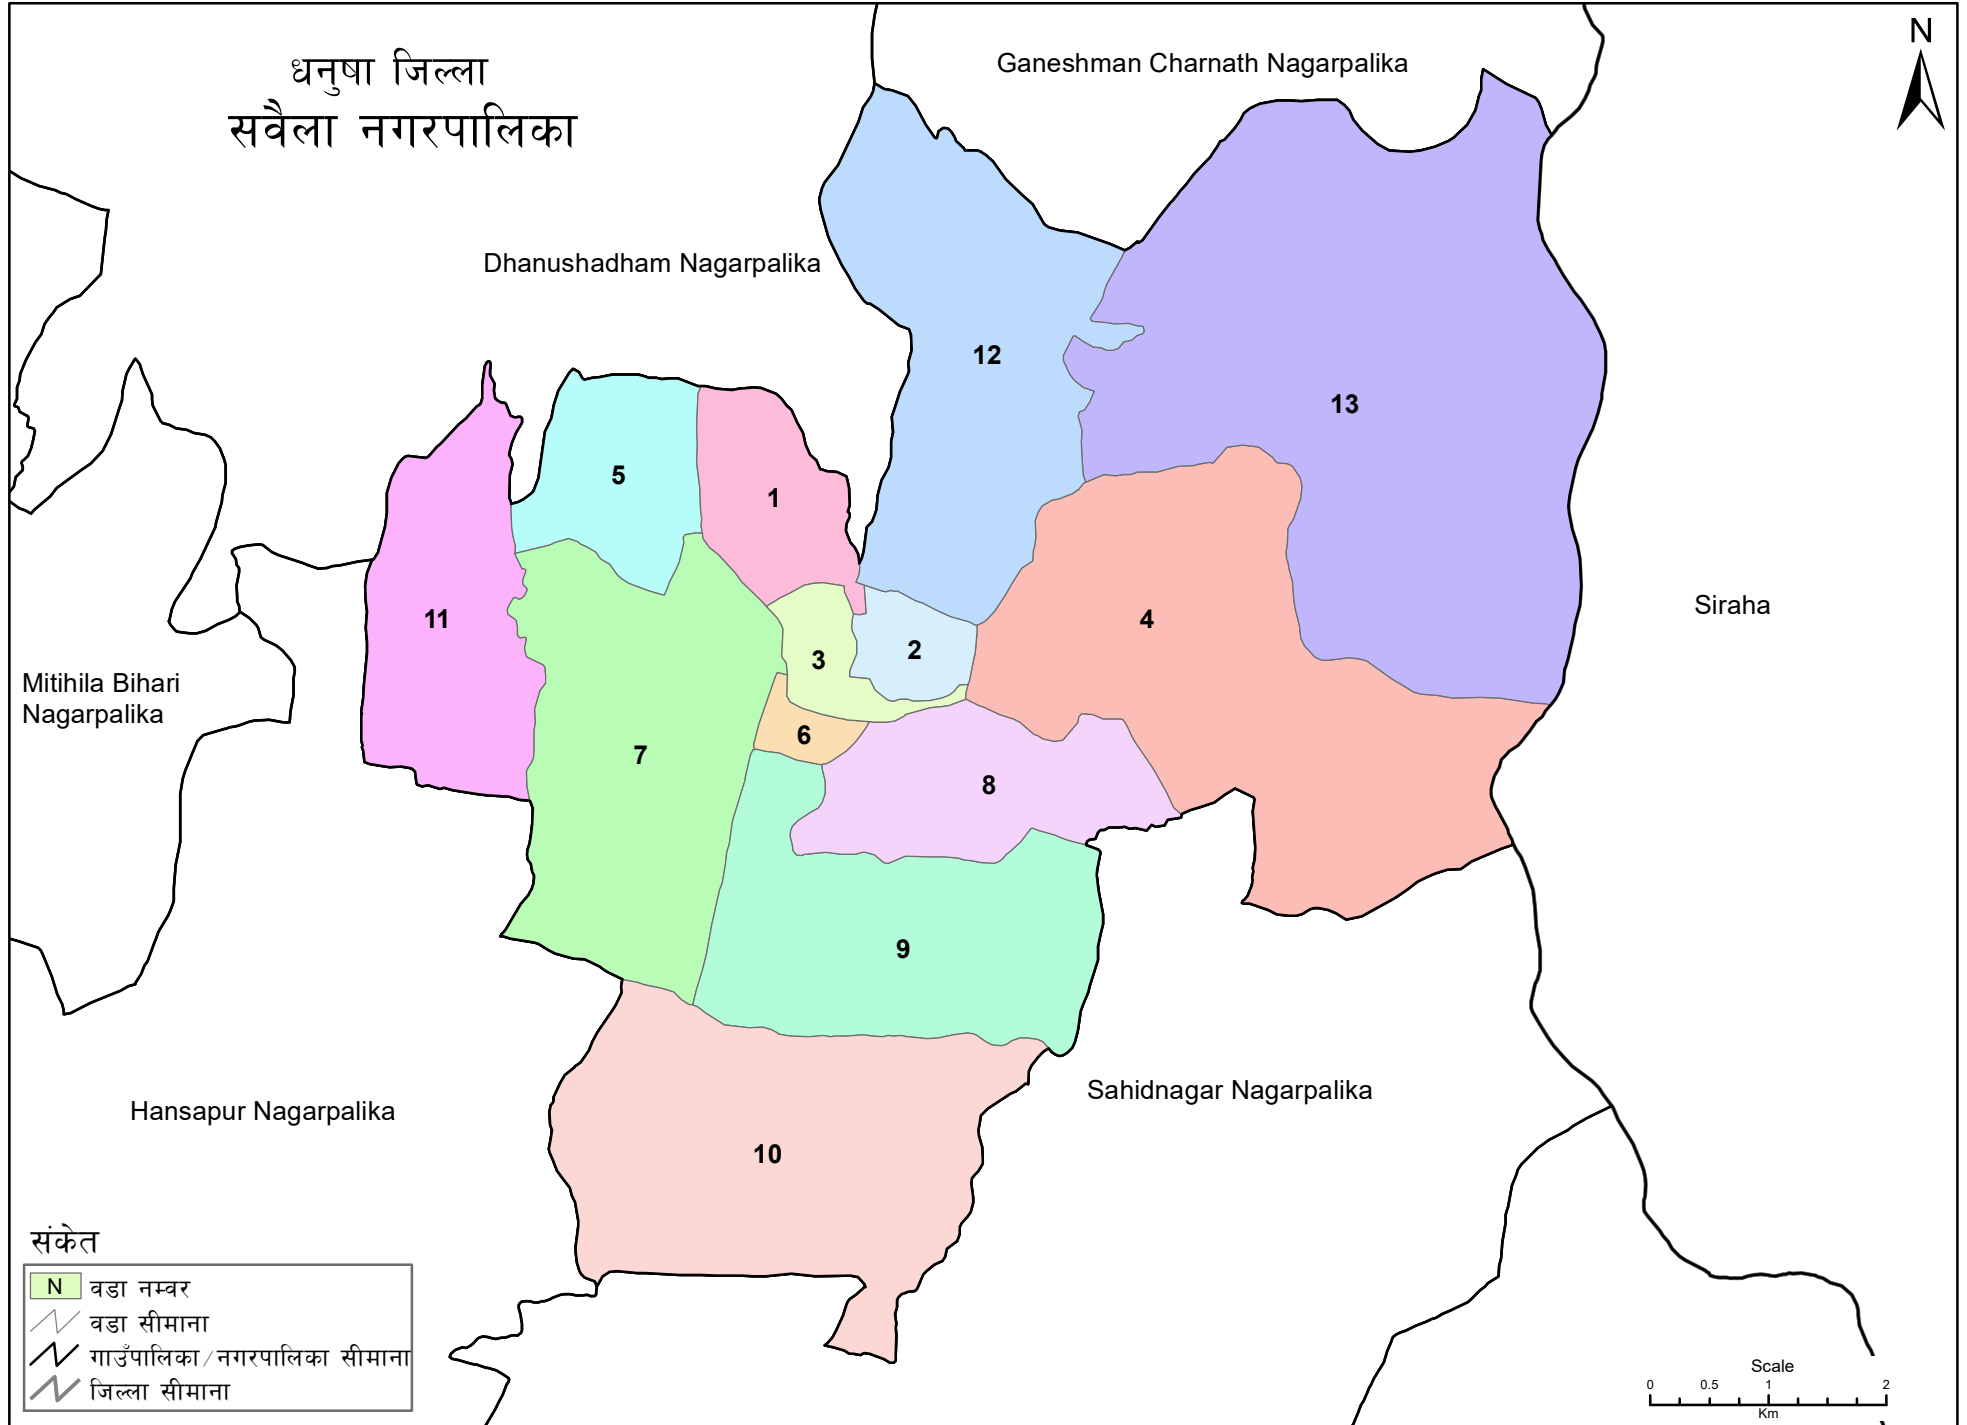 धनुषा जिल्ला
सवैला नगरपालिका
Ganeshman Charnath Nagarpalika
N
Dhanushadham Nagarpalika
12
13
5
1
11
4
Siraha
3
2
Mitihila Bihari
Nagarpalika
6
7
8
9
Sahidnagar Nagarpalika
Hansapur Nagarpalika
10
संकेत
N वडा नम्वर
वडा सीमाना
गाउँपालिका/नगरपालिका सीमाना
जिल्ला सीमाना
Scale
0 0.5 1 2
Km